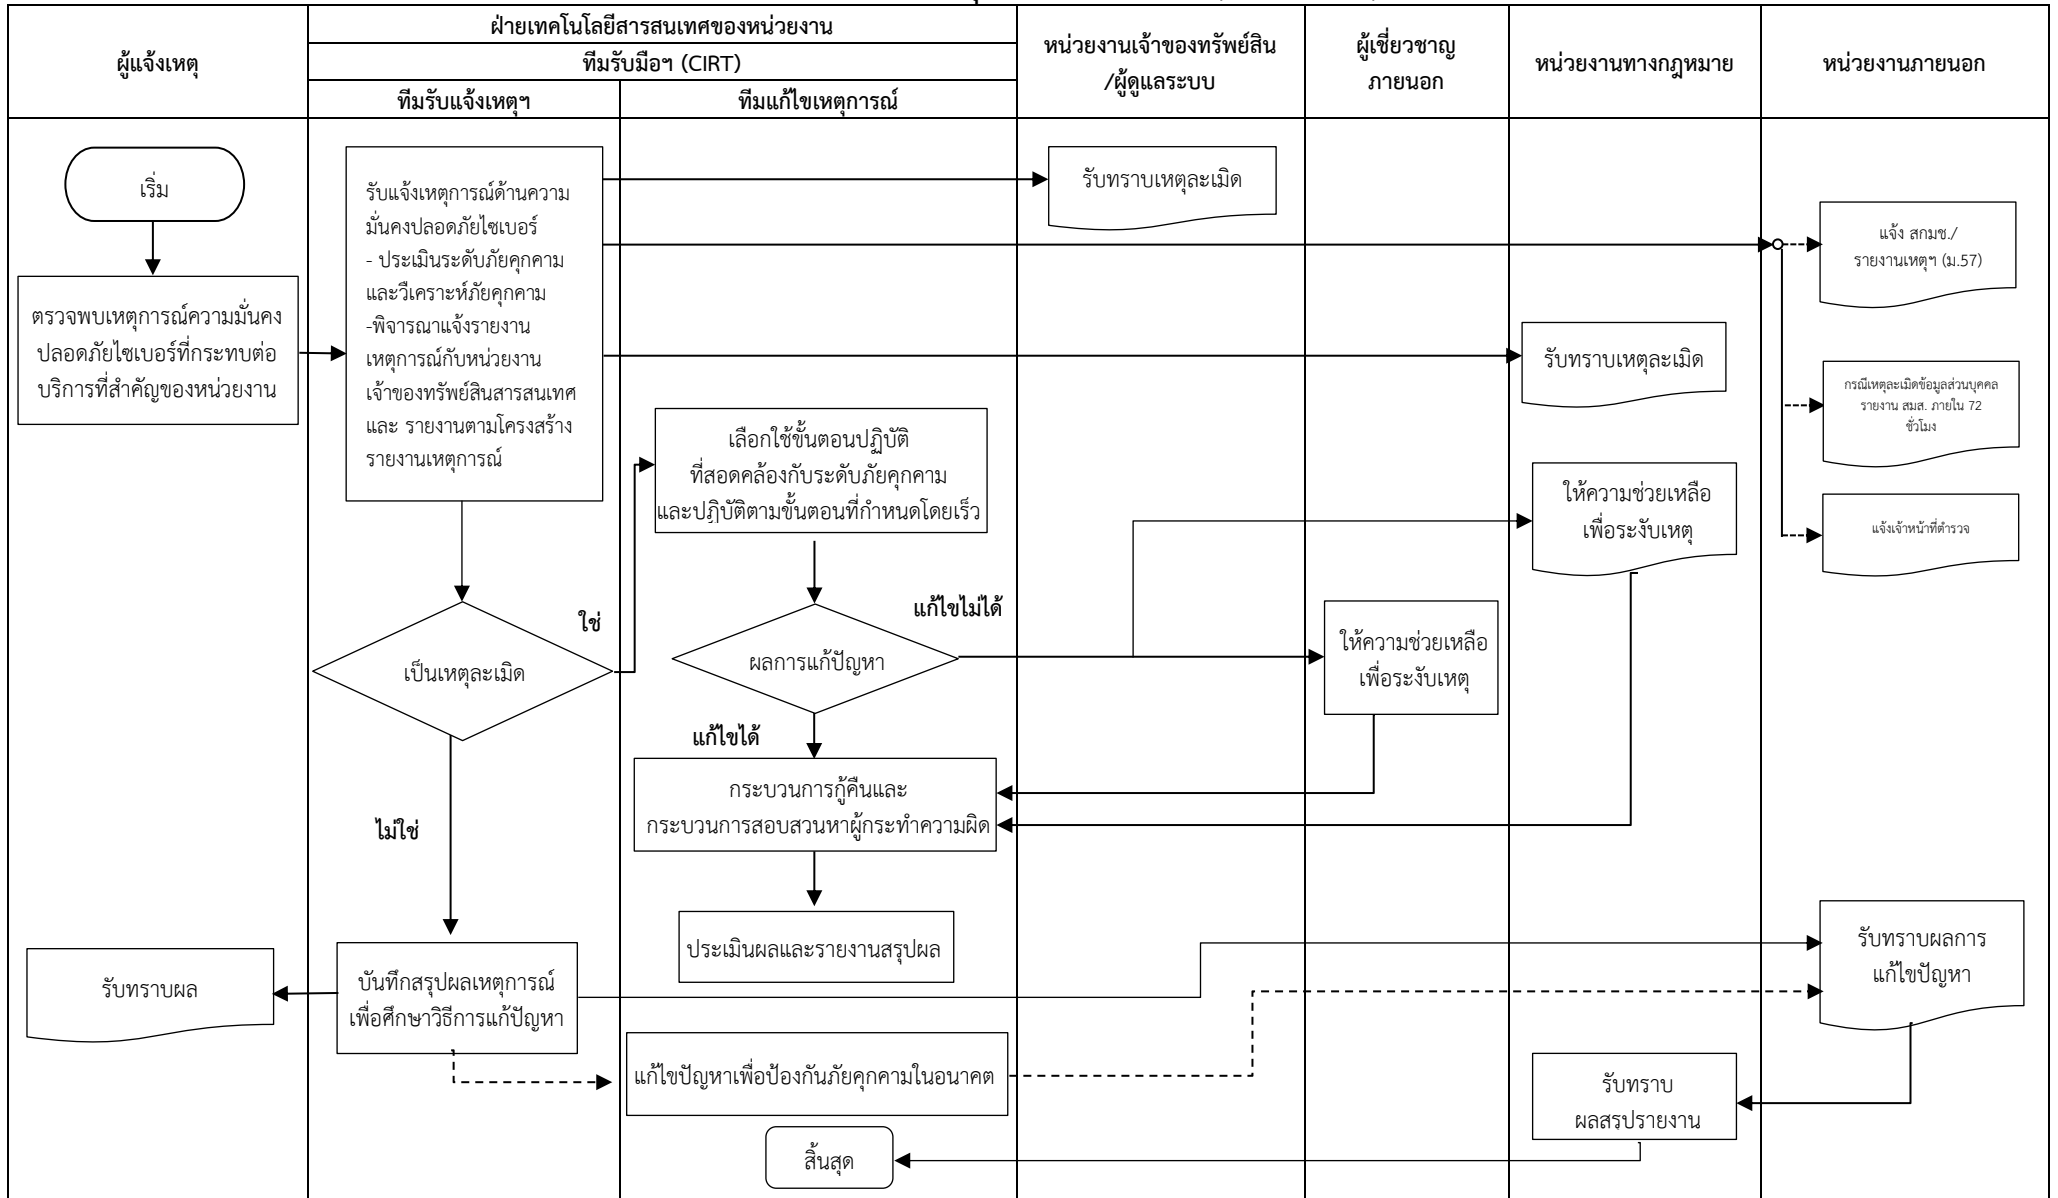 ผู้แจ้งเหตุ
ฝ่ายเทคโนโลยีสารสนเทศของหน่วยงาน
ทีมรับมือฯ (CIRT)
ทีมรับแจ้งเหตุฯ
ทีมแก้ไขเหตุการณ์
หน่วยงานเจ้าของทรัพย์สิน
/ผู้ดูแลระบบ
ผู้เชี่ยวชาญ
ภายนอก
หน่วยงานทางกฎหมาย
หน่วยงานภายนอก
เริ่ม
ตรวจพบเหตุการณ์ความมั่นคง
ปลอดภัยไซเบอร์ที่กระทบต่อ
บริการที่สำคัญของหน่วยงาน
รับแจ้งเหตุการณ์ด้านความ
มั่นคงปลอดภัยไซเบอร์
- ประเมินระดับภัยคุกคาม
และวืเคราะห์ภัยคุกคาม
-พิจารณาแจ้งรายงาน
เหตุการณ์กับหน่วยงาน
เจ้าของทรัพย์สินสารสนเทศ
และ รายงานตามโครงสร้าง
รายงานเหตุการณ์
รับทราบเหตุละเมิด
แจ้ง สกมช./
รายงานเหตุฯ (ม.57)
รับทราบเหตุละเมิด
กรณีเหตุละเมิดข้อมูลส่วนบุคคล
รายงาน สมส. ภายใน 72
ชั่วโมง
เลือกใช้ขั้นตอนปฏิบัติ
ที่สอดคล้องกับระดับภัยคุกคาม
และปฏิบัติตามขั้นตอนที่กำหนดโดยเร็ว
ให้ความช่วยเหลือ
เพื่อระงับเหตุ
แจ้งเจ้าหน้าที่ตำรวจ
ใช่
แก้ไขไม่ได้
เป็นเหตุละเมิด
ผลการแก้ปัญหา
ให้ความช่วยเหลือ
เพื่อระงับเหตุ
แก้ไขได้
กระบวนการกู้คืนและ
กระบวนการสอบสวนหาผู้กระทำความผิด
ไม่ใช่
ประเมินผลและรายงานสรุปผล
รับทราบผลการ
แก้ไขปัญหา
รับทราบผล
บันทึกสรุปผลเหตุการณ์
เพื่อศึกษาวิธีการแก้ปัญหา
แก้ไขปัญหาเพื่อป้องกันภัยคุกคามในอนาคต
รับทราบ
ผลสรุปรายงาน
สิ้นสุด